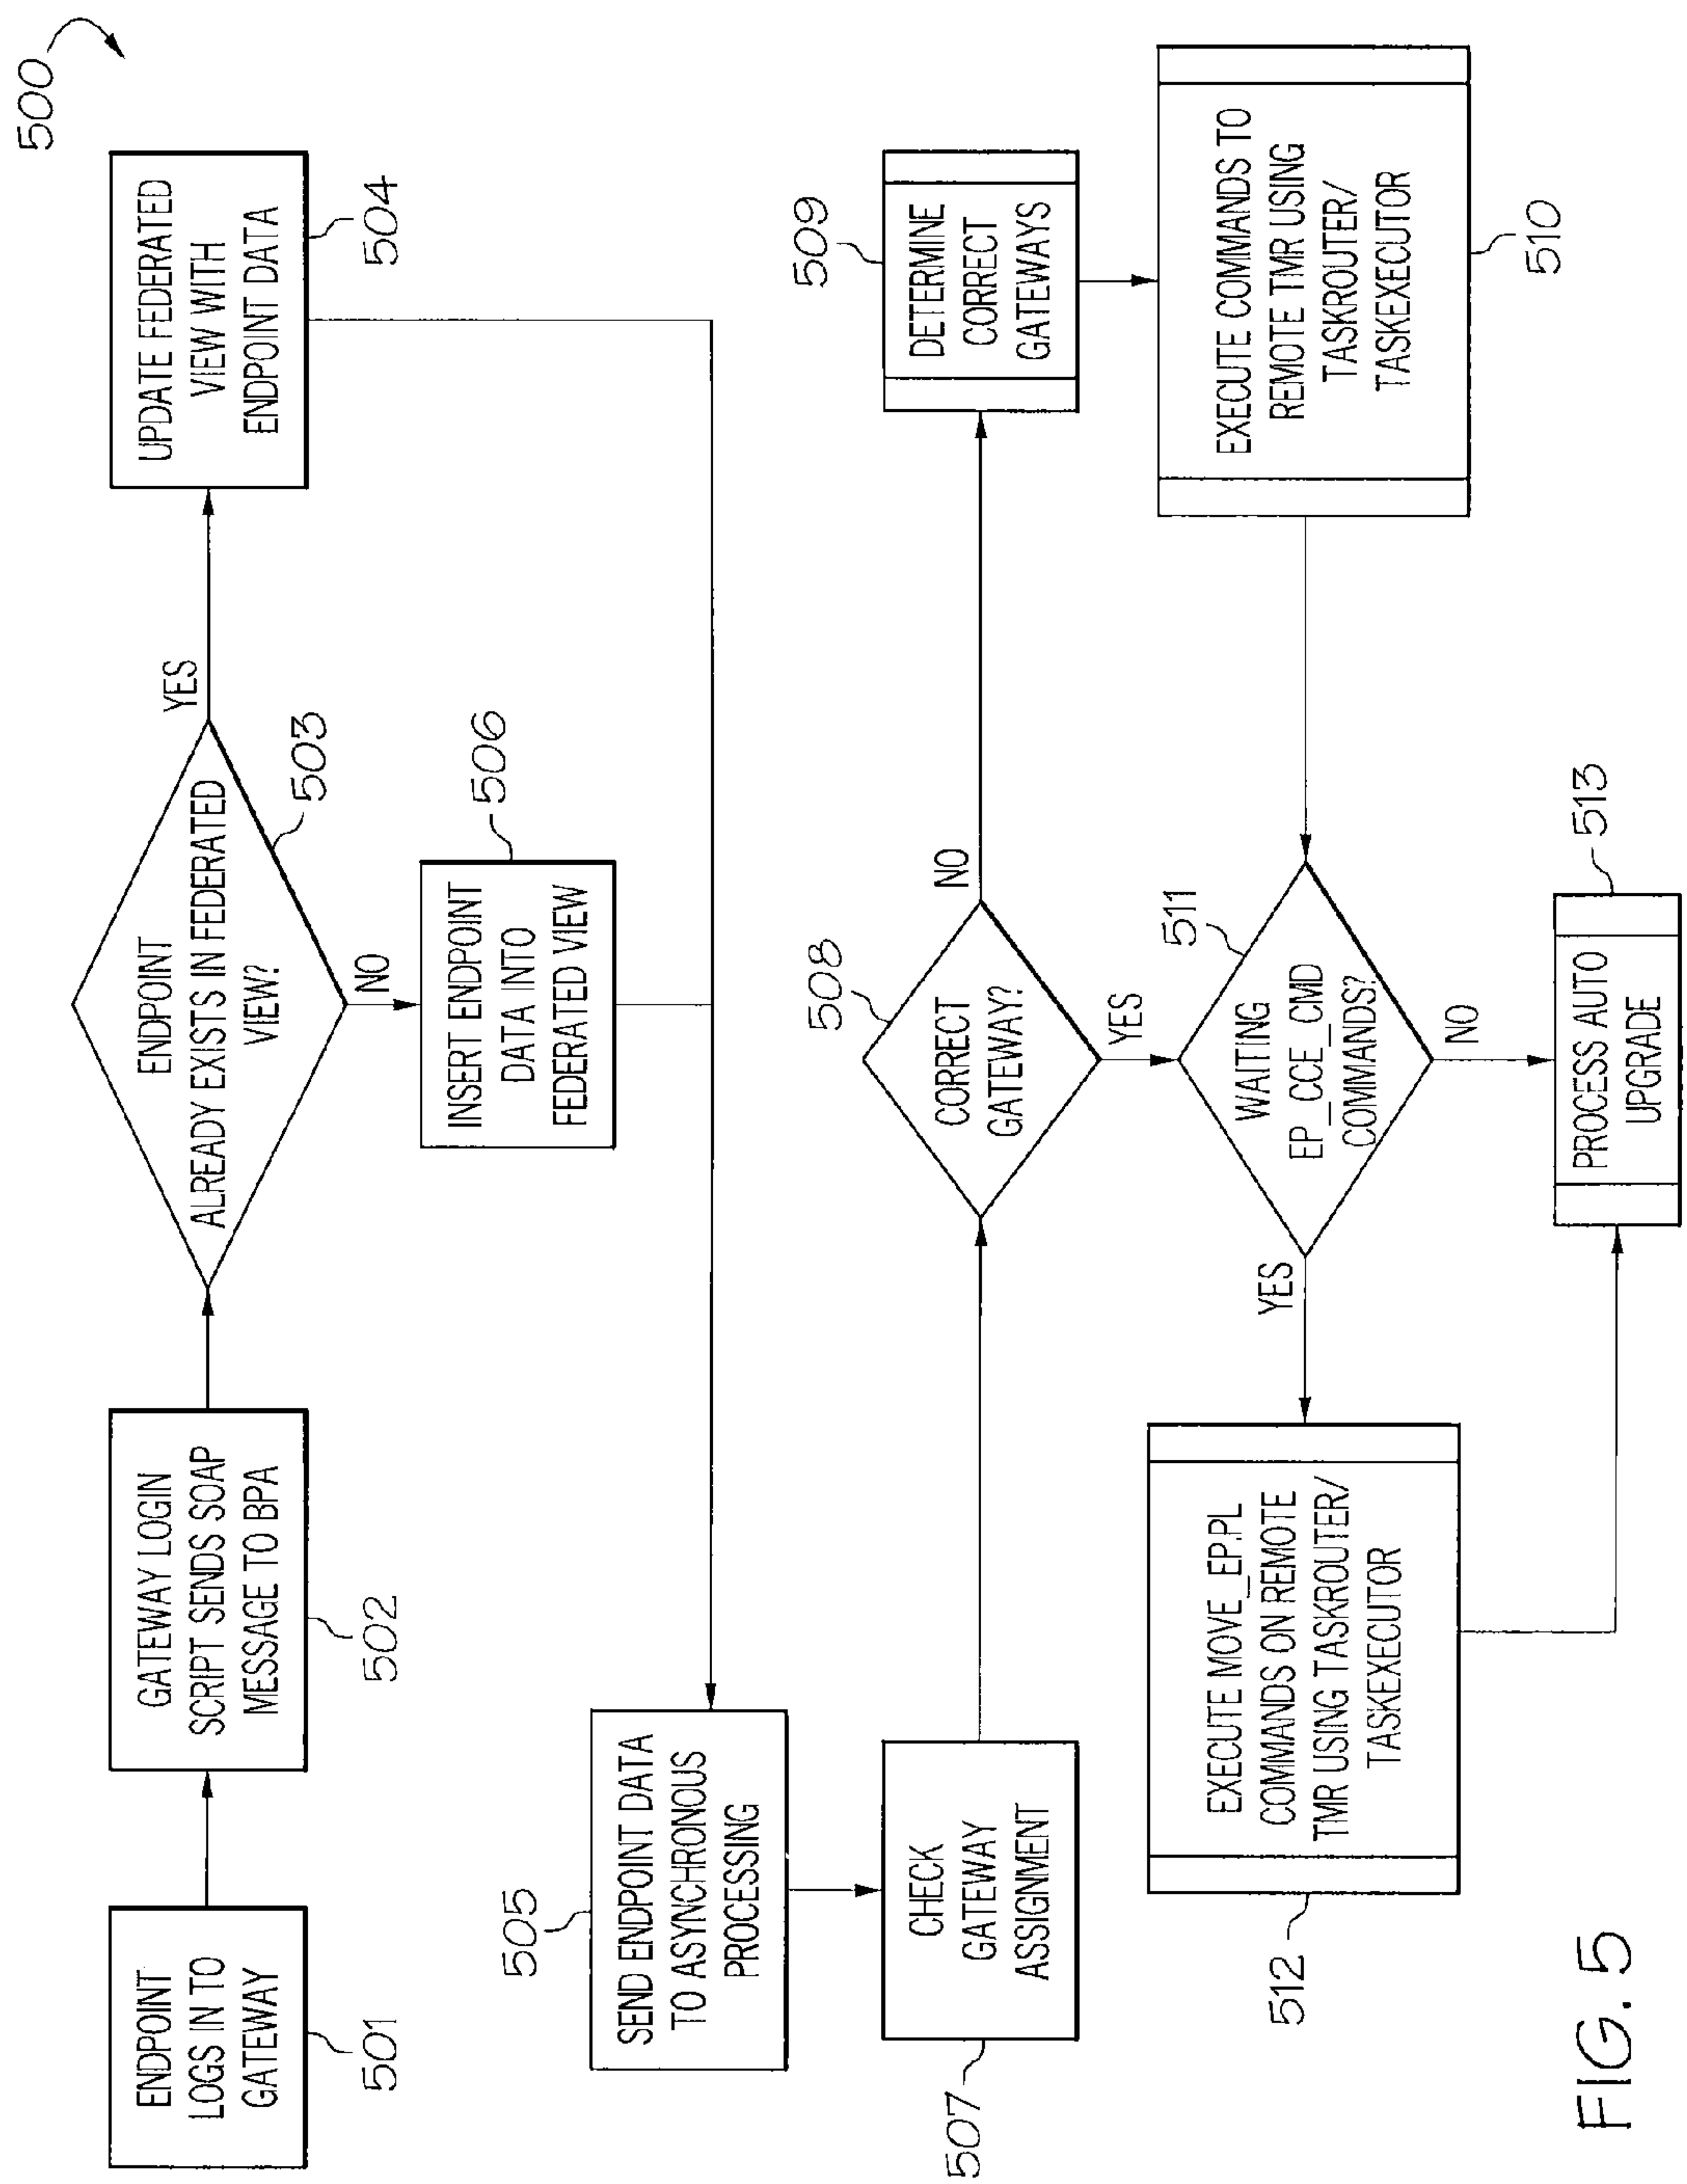 500
ENDPOINT
LOGS IN TO
GATEWAY
501
GATEWAY LOGIN
SCRIPT SENDS SOAP
MESSAGE TO BPA
502
ENDPOINT
ALREADY EXISTS IN FEDERATED
VIEW?
503
YES
NO
UPDATE FEDERATED
VIEW WITH
ENDPOINT DATA
504
INSERT ENDPOINT
DATA INTO
FEDERATED VIEW
506
505
SEND ENDPOINT DATA
TO ASYNCHRONOUS
PROCESSING
507
CHECK
GATEWAY
ASSIGNMENT
508
CORRECT
GATEWAY?
NO
YES
509
DETERMINE
CORRECT
GATEWAYS
EXECUTE COMMANDS TO
REMOTE TMR USING
TASKROUTER/
TASKEXECUTOR
510
511
WAITING
EP_CCE_CMD
COMMANDS?
YES
NO
EXECUTE MOVE_EP.PL
COMMANDS ON REMOTE
TMR USING TASKROUTER/
TASKEXECUTOR
512
PROCESS AUTO
UPGRADE
513
FIG. 5